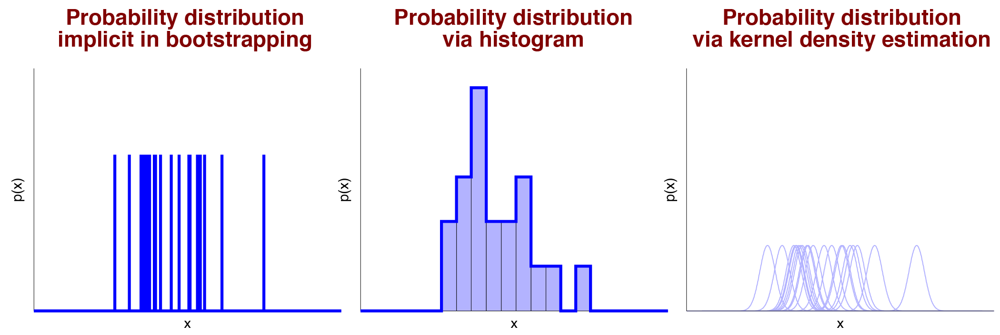 Probability distribution
implicit in bootstrapping
p(x)
x
Probability distribution
via histogram
p(x)
x
Probability distribution
via kernel density estimation
p(x)
x